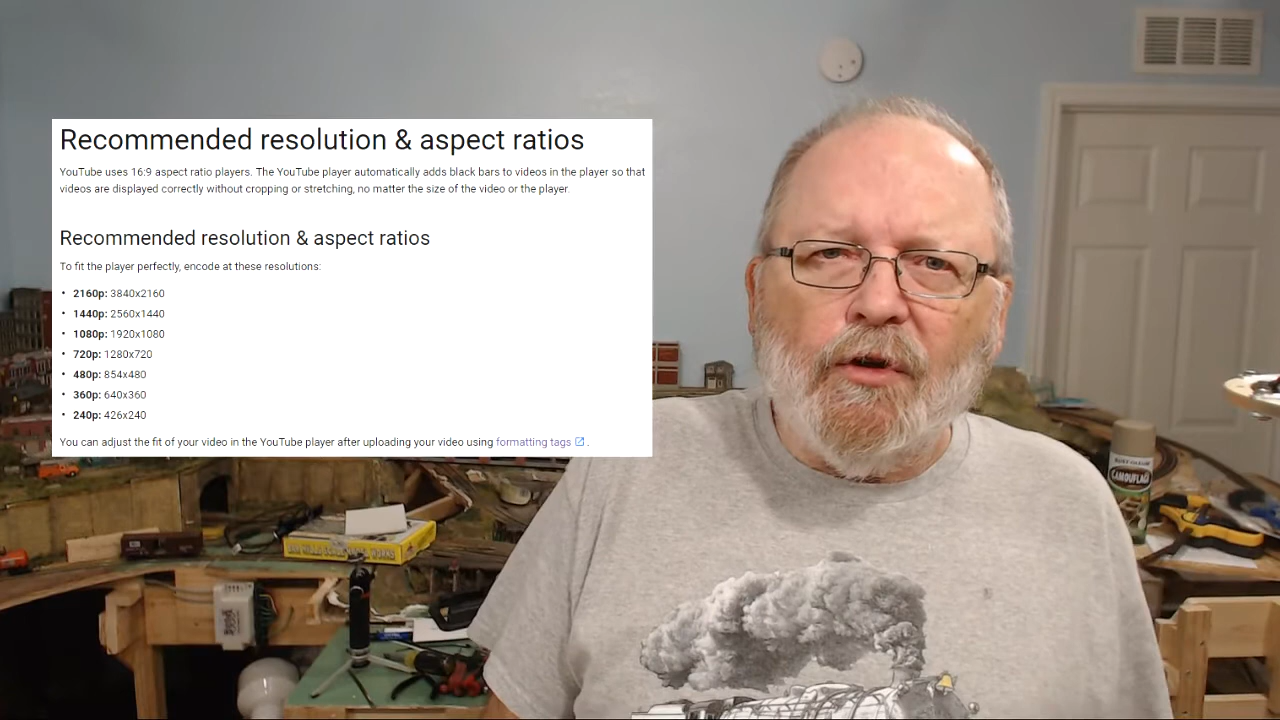 Recommended resolution & aspect ratios
YouTube uses 16:9 aspect ratio players. The YouTube player automatically adds black bars to videos in the player so that
videos are displayed correctly without cropping or stretching, no matter the size of the video or the player.
Recommended resolution & aspect ratios
To fit the player perfectly, encode at these resolutions:
• 2160p: 3840x2160
• 1440p: 2560x1440
• 1080p: 1920x1080
• 720p: 1280x720
• 480p: 854x480
• 360p: 640x360
• 240p: 426x240
You can adjust the fit of your video in the YouTube player after uploading your video using formatting tags .
CAMOUFLAGE